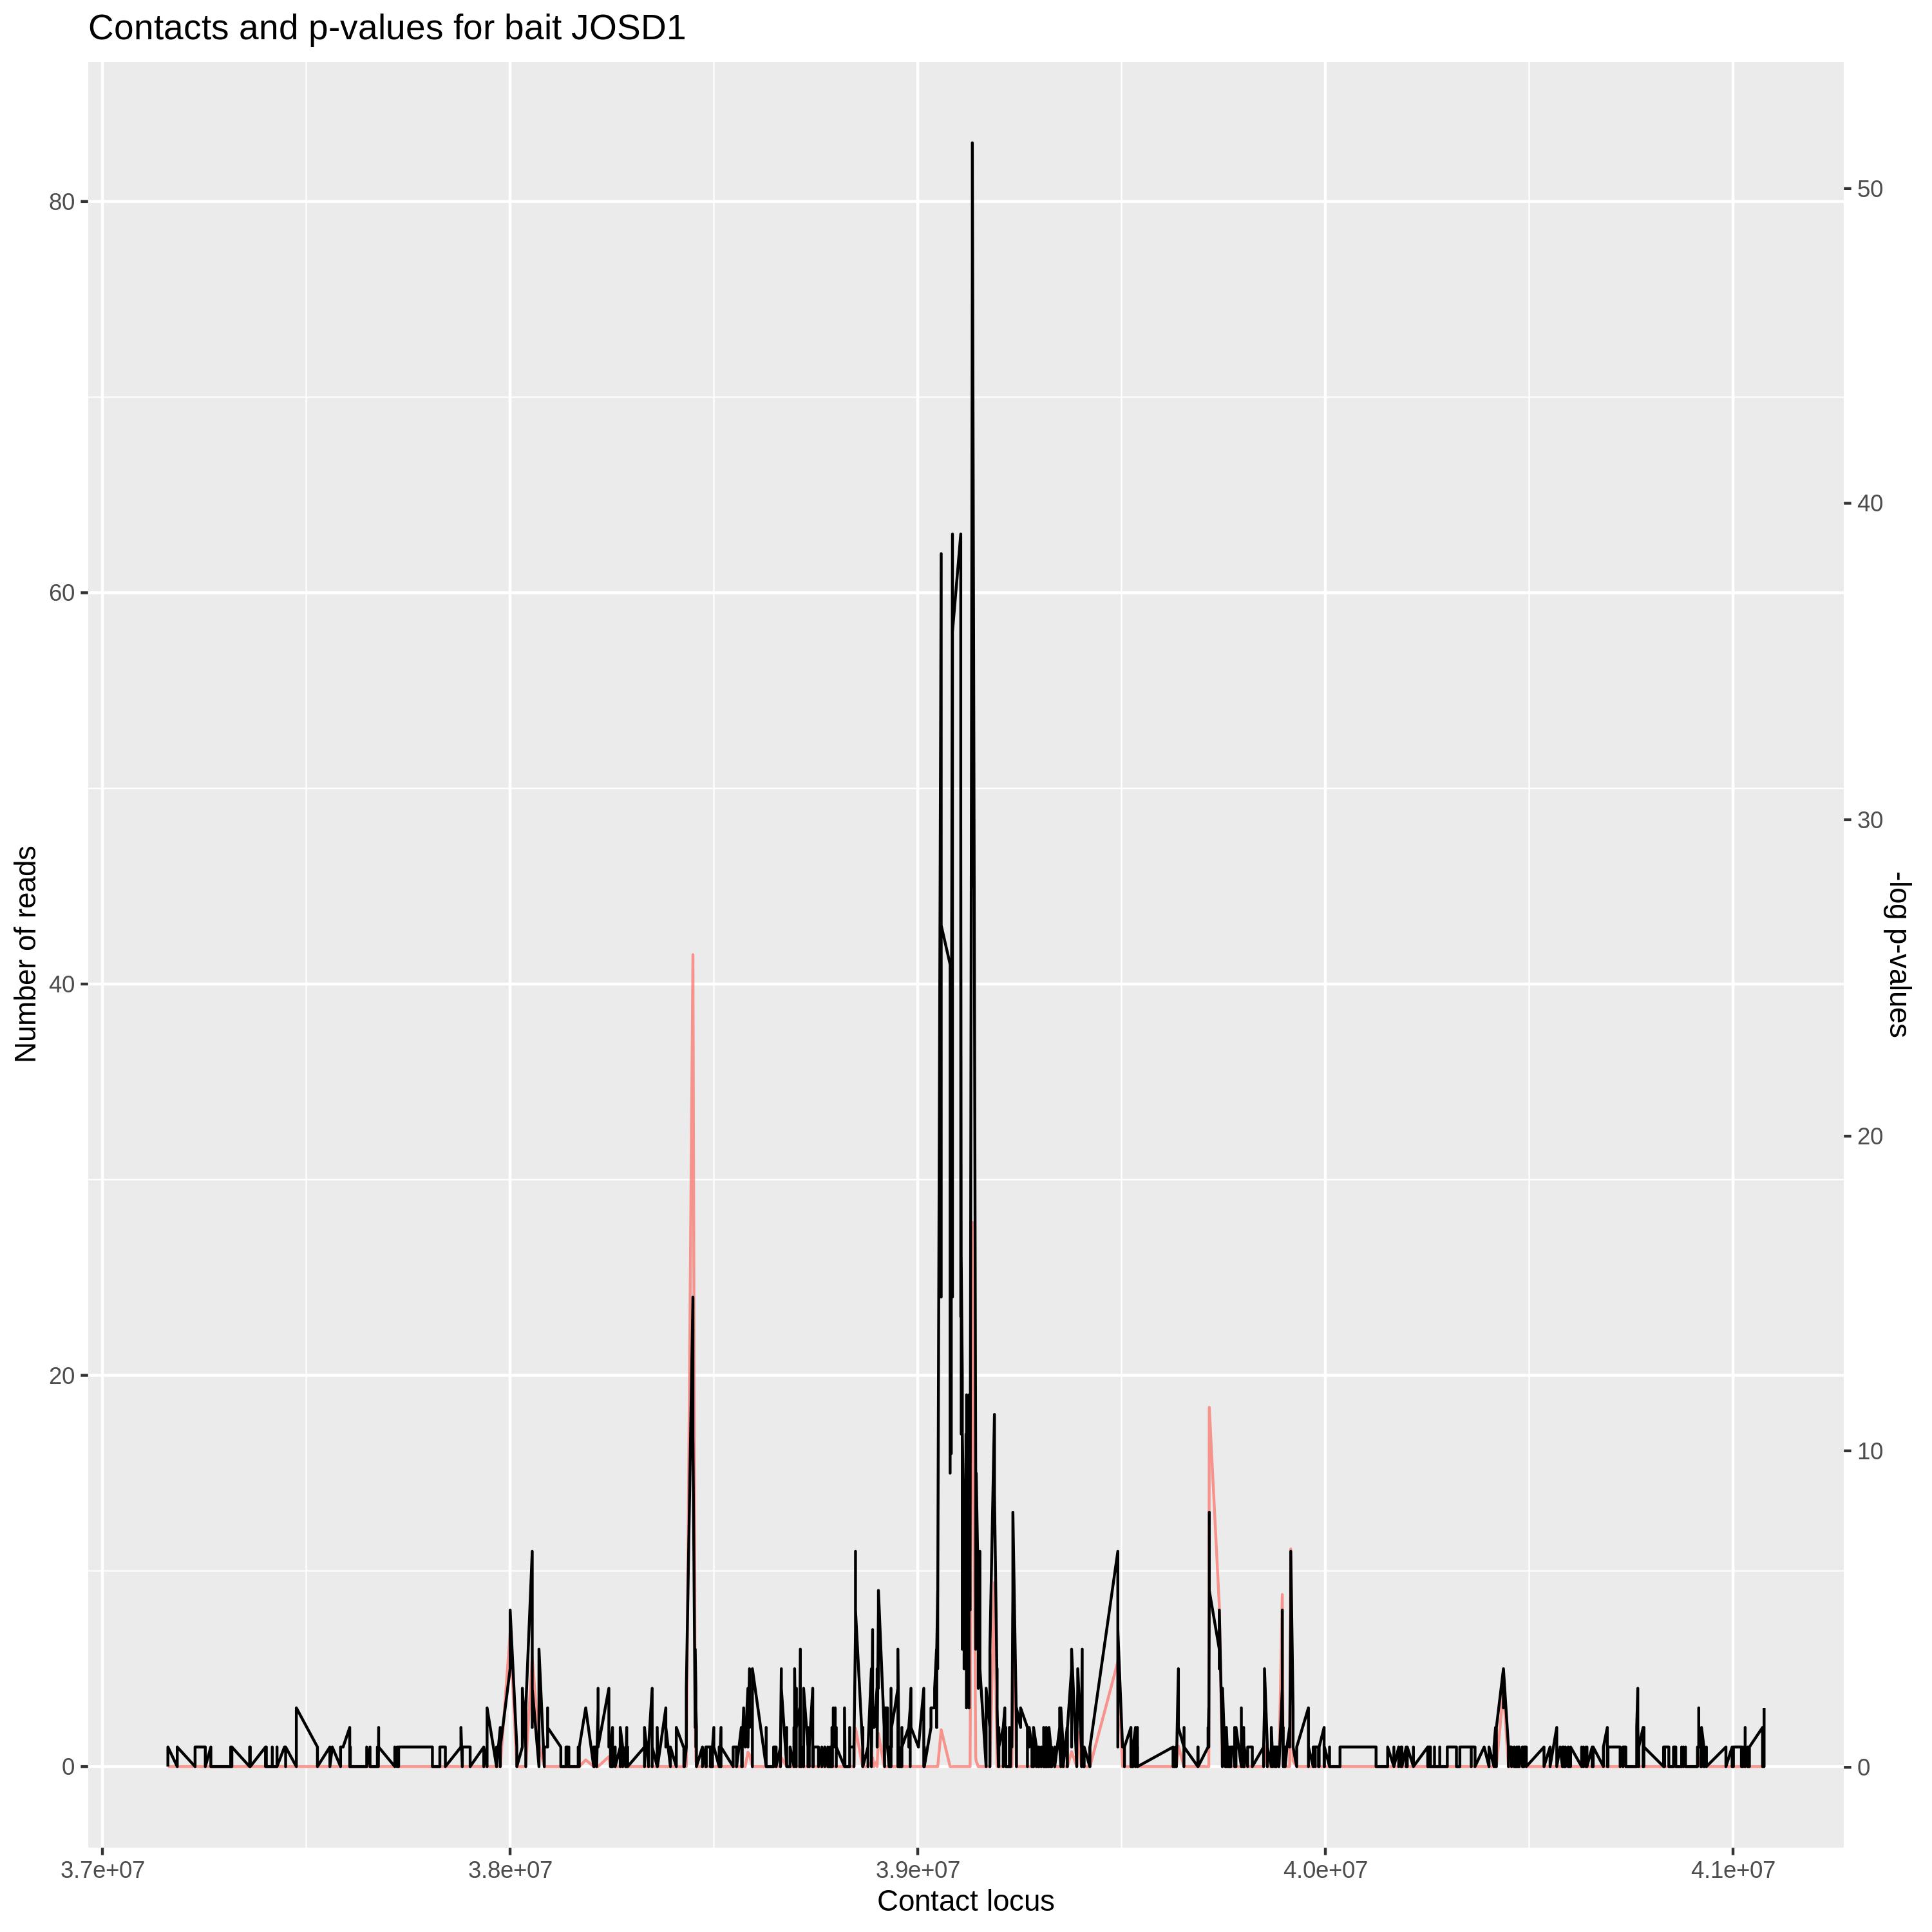 Contacts and p-values for bait JOSD1
80
60
40
20
0
Number of reads
50
40
30
20
10
0
-log p-values
3.7e+07
3.8e+07
3.9e+07
4.0e+07
4.1e+07
Contact locus